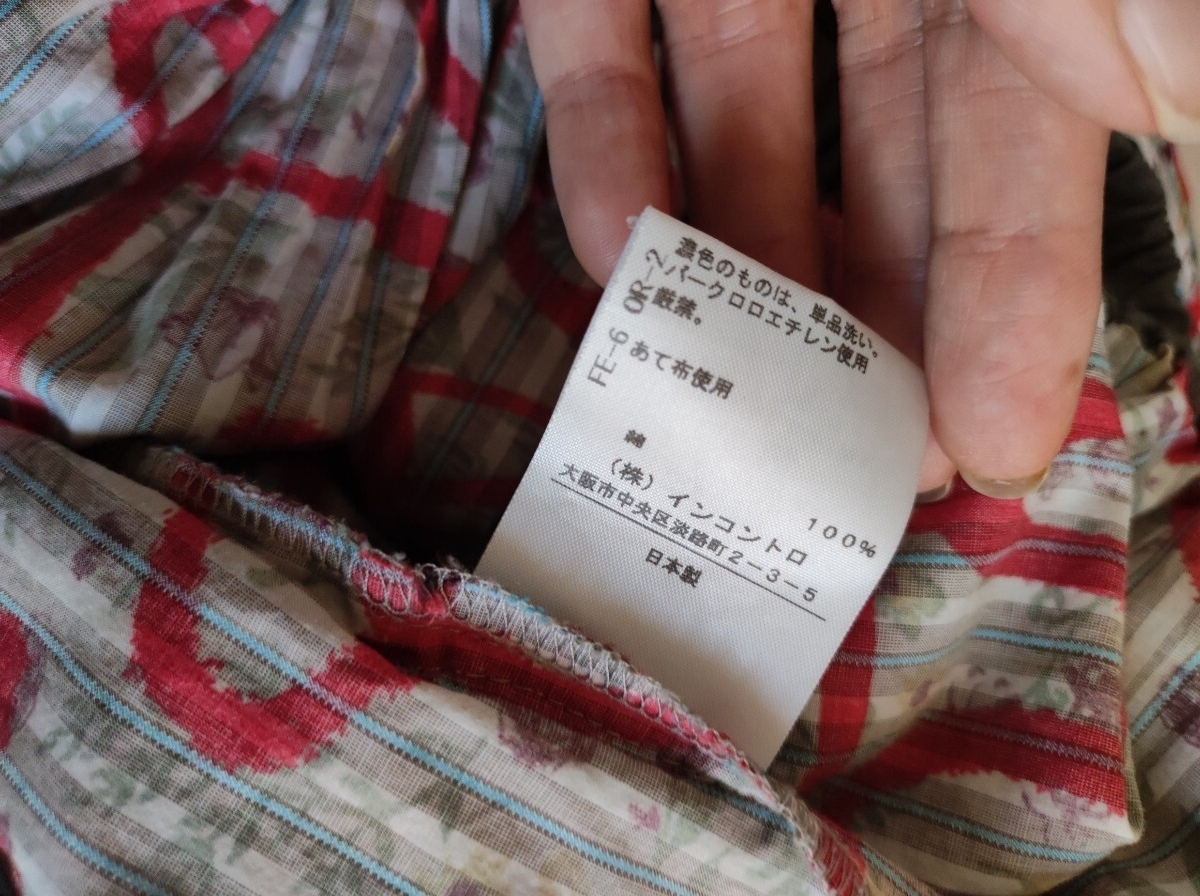 濃色のものは、単品洗い。
OR-2 パークロロエチレン使用
厳禁。
FE-6 あて布使用
綿 100%
(株) インコントロ
大阪市中央区淡路町2-3-5
日本製